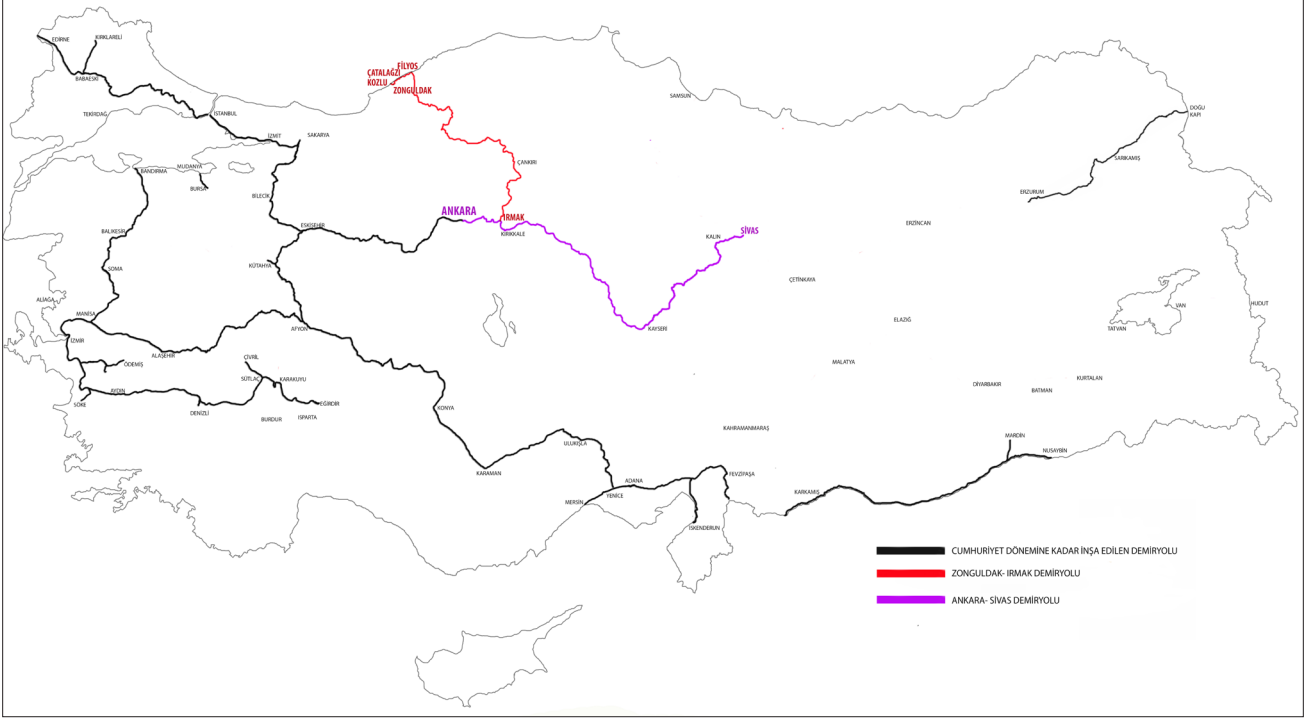 EDİRNE
KIRKLARELİ
BABAESKİ
TEKİRDAĞ
İSTANBUL
İZMİT
SAKARYA
ÇATALAĞZI
FİLYOS
KOZLU
ZONGULDAK
SAMSUN
DOĞU
KAPI
SARIKAMIŞ
ERZURUM
BANDIRMA
MUDANYA
BURSA
BİLECİK
ÇANKIRI
ANKARA
IRMAK
KIRIKKALE
ESKİŞEHİR
BALIKESİR
KÜTAHYA
SOMA
KALIN
SİVAS
ERZİNCAN
ÇETİNKAYA
ALİAĞA
MANİSA
AFYON
KAYSERİ
ELAZIĞ
VAN
TATVAN
HUDUT
İZMİR
ALAŞEHİR
ÖDEMİŞ
ÇİVRİL
SÜTLAÇ
KARAKUYU
MALATYA
DİYARBAKIR
BATMAN
KURTALAN
SÖKE
AYDIN
DENİZLİ
BURDUR
ISPARTA
EĞİRDİR
KONYA
KAHRAMANMARAŞ
ULUKIŞLA
MARDİN
NUSAYBİN
KARAMAN
ADANA
YENİCE
MERSİN
FEVZİPAŞA
KARKAMIŞ
İSKENDERUN
CUMHURİYET DÖNEMİNE KADAR İNŞA EDİLEN DEMİRYOLU
ZONGULDAK- IRMAK DEMİRYOLU
ANKARA- SİVAS DEMİRYOLU